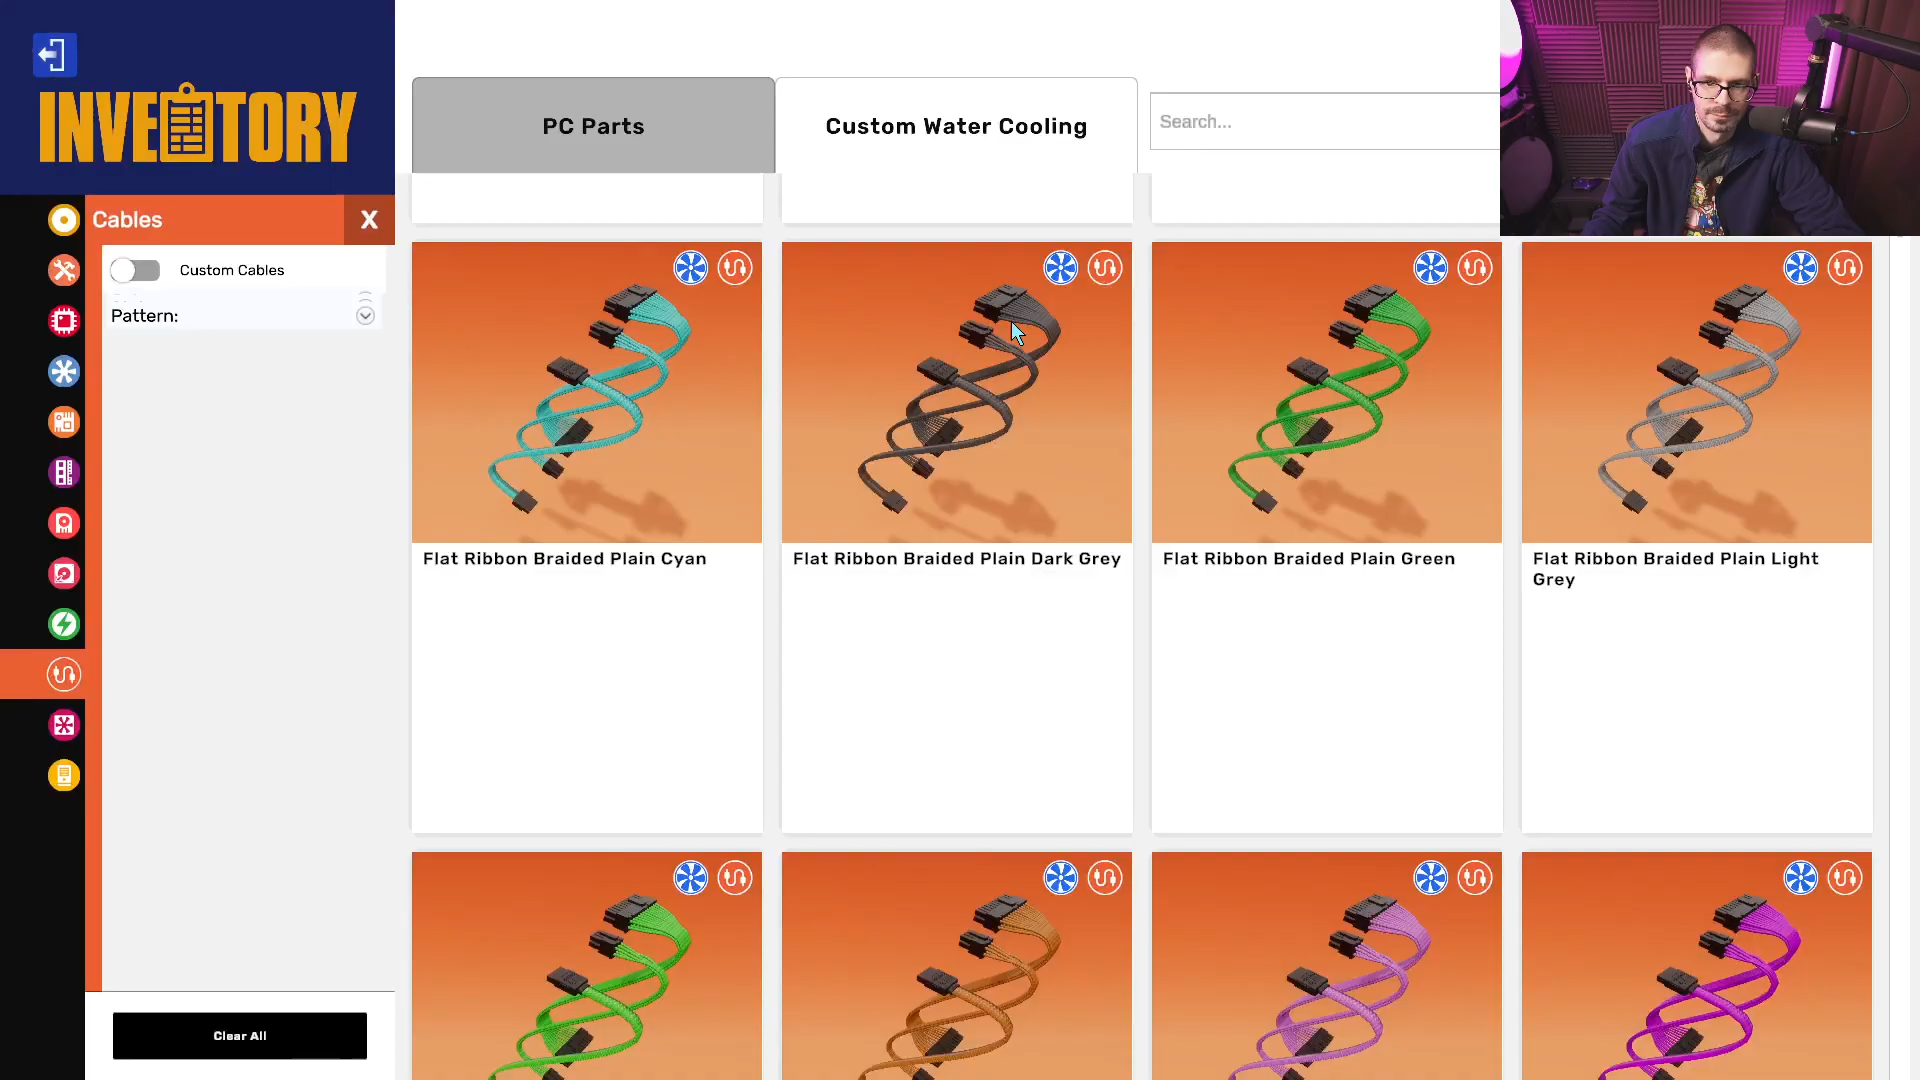 INVENTORY
PC Parts
Custom Water Cooling
Search...
Cables
X
Custom Cables
Pattern:
Flat Ribbon Braided Plain Cyan
Flat Ribbon Braided Plain Dark Grey
Flat Ribbon Braided Plain Green
Flat Ribbon Braided Plain Light
Grey
Clear All